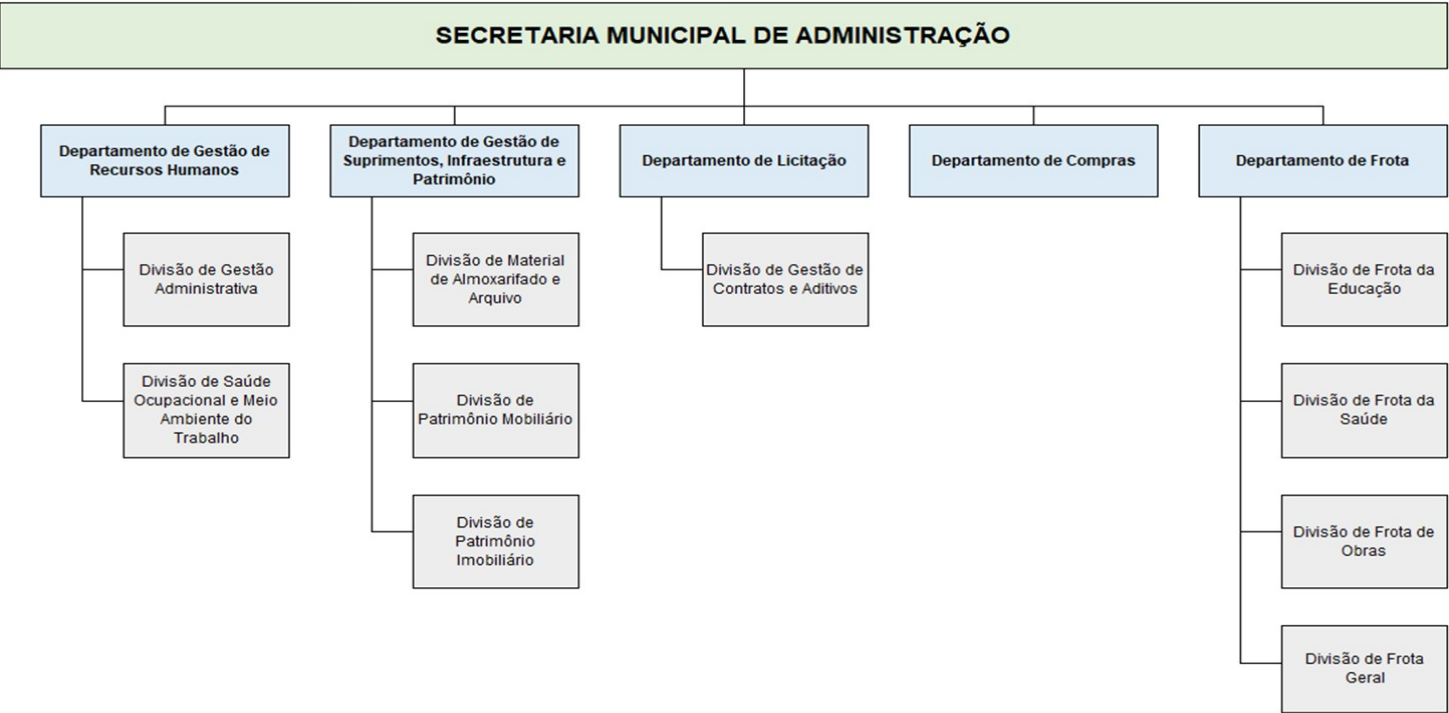 SECRETARIA MUNICIPAL DE ADMINISTRAÇÃO
Departamento de Gestão de
Recursos Humanos
Departamento de Gestão de
Suprimentos, Infraestrutura e
Patrimônio
Departamento de Licitação
Departamento de Compras
Departamento de Frota
Divisão de Gestão
Administrativa
Divisão de Material
de Almoxarifado e
Arquivo
Divisão de Gestão de
Contratos e Aditivos
Divisão de Frota da
Educação
Divisão de Saúde
Ocupacional e Meio
Ambiente do
Trabalho
Divisão de
Patrimônio Mobiliário
Divisão de Frota da
Saúde
Divisão de
Patrimônio
Imobiliário
Divisão de Frota de
Obras
Divisão de Frota
Geral